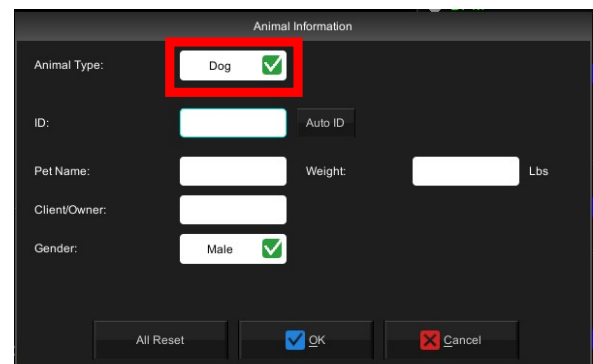 Animal Information
Animal Type: Dog
ID: Auto ID
Pet Name: Weight: Lbs
Client/Owner:
Gender: Male
All Reset OK Cancel